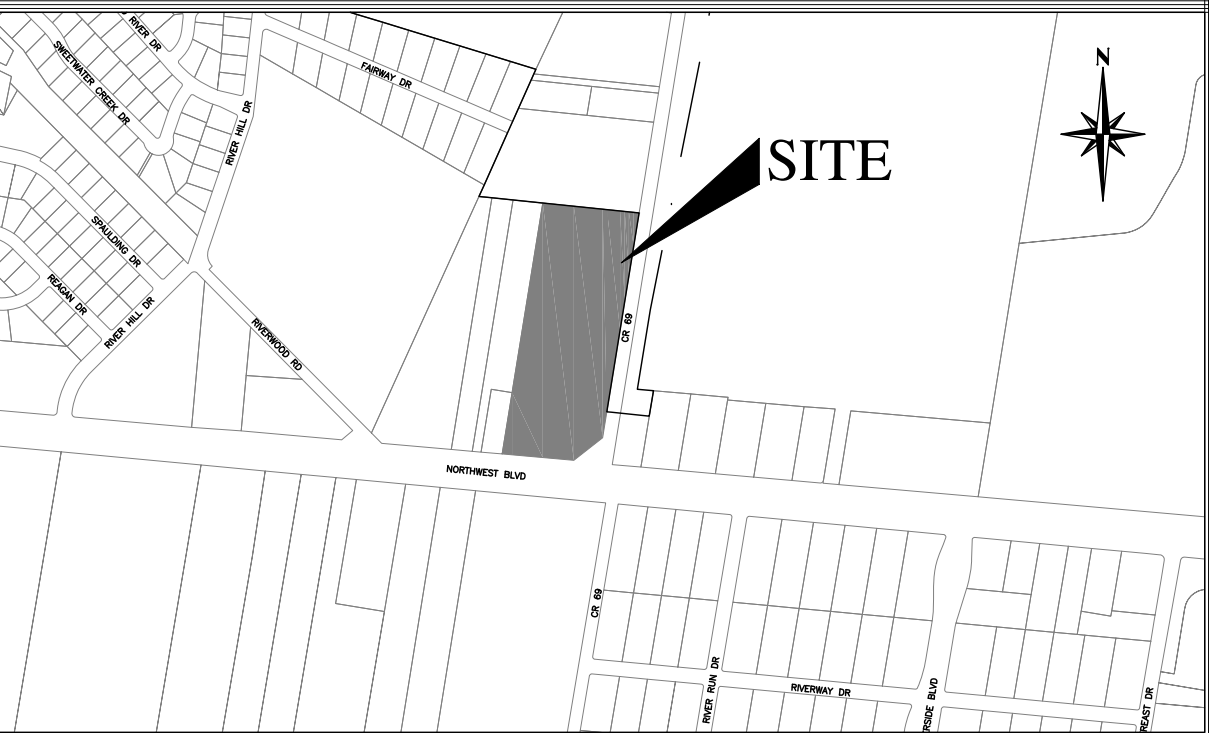 RIVER DR
SWEETWATER CREEK DR
FAIRWAY DR
N
RIVER HILL DR
SITE
SPAULDING DR
REAGAN DR
RIVER HILL DR
RIVERWOOD RD
CR 69
NORTHWEST BLVD
CR 69
RIVER RUN DR
RIVERWAY DR
RSIDE BLVD
REAST DR